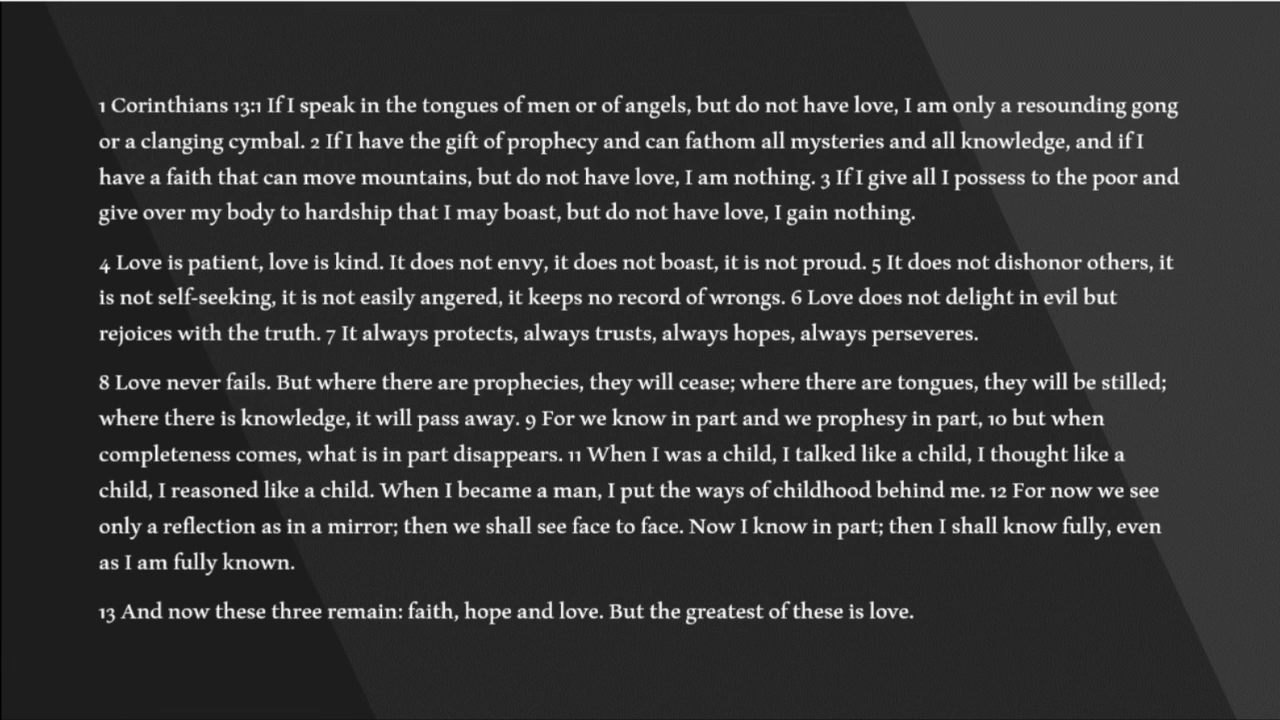 1 Corinthians 13:1 If I speak in the tongues of men or of angels, but do not have love, I am only a resounding gong
or a clanging cymbal. 2 If I have the gift of prophecy and can fathom all mysteries and all knowledge, and if I
have a faith that can move mountains, but do not have love, I am nothing. 3 If I give all I possess to the poor and
give over my body to hardship that I may boast, but do not have love, I gain nothing.
4 Love is patient, love is kind. It does not envy, it does not boast, it is not proud. 5 It does not dishonor others, it
is not self-seeking, it is not easily angered, it keeps no record of wrongs. 6 Love does not delight in evil but
rejoices with the truth. 7 It always protects, always trusts, always hopes, always perseveres.
8 Love never fails. But where there are prophecies, they will cease; where there are tongues, they will be stilled;
where there is knowledge, it will pass away. 9 For we know in part and we prophesy in part, 10 but when
completeness comes, what is in part disappears. 11 When I was a child, I talked like a child, I thought like a
child, I reasoned like a child. When I became a man, I put the ways of childhood behind me. 12 For now we see
only a reflection as in a mirror; then we shall see face to face. Now I know in part; then I shall know fully, even
as I am fully known.
13 And now these three remain: faith, hope and love. But the greatest of these is love.